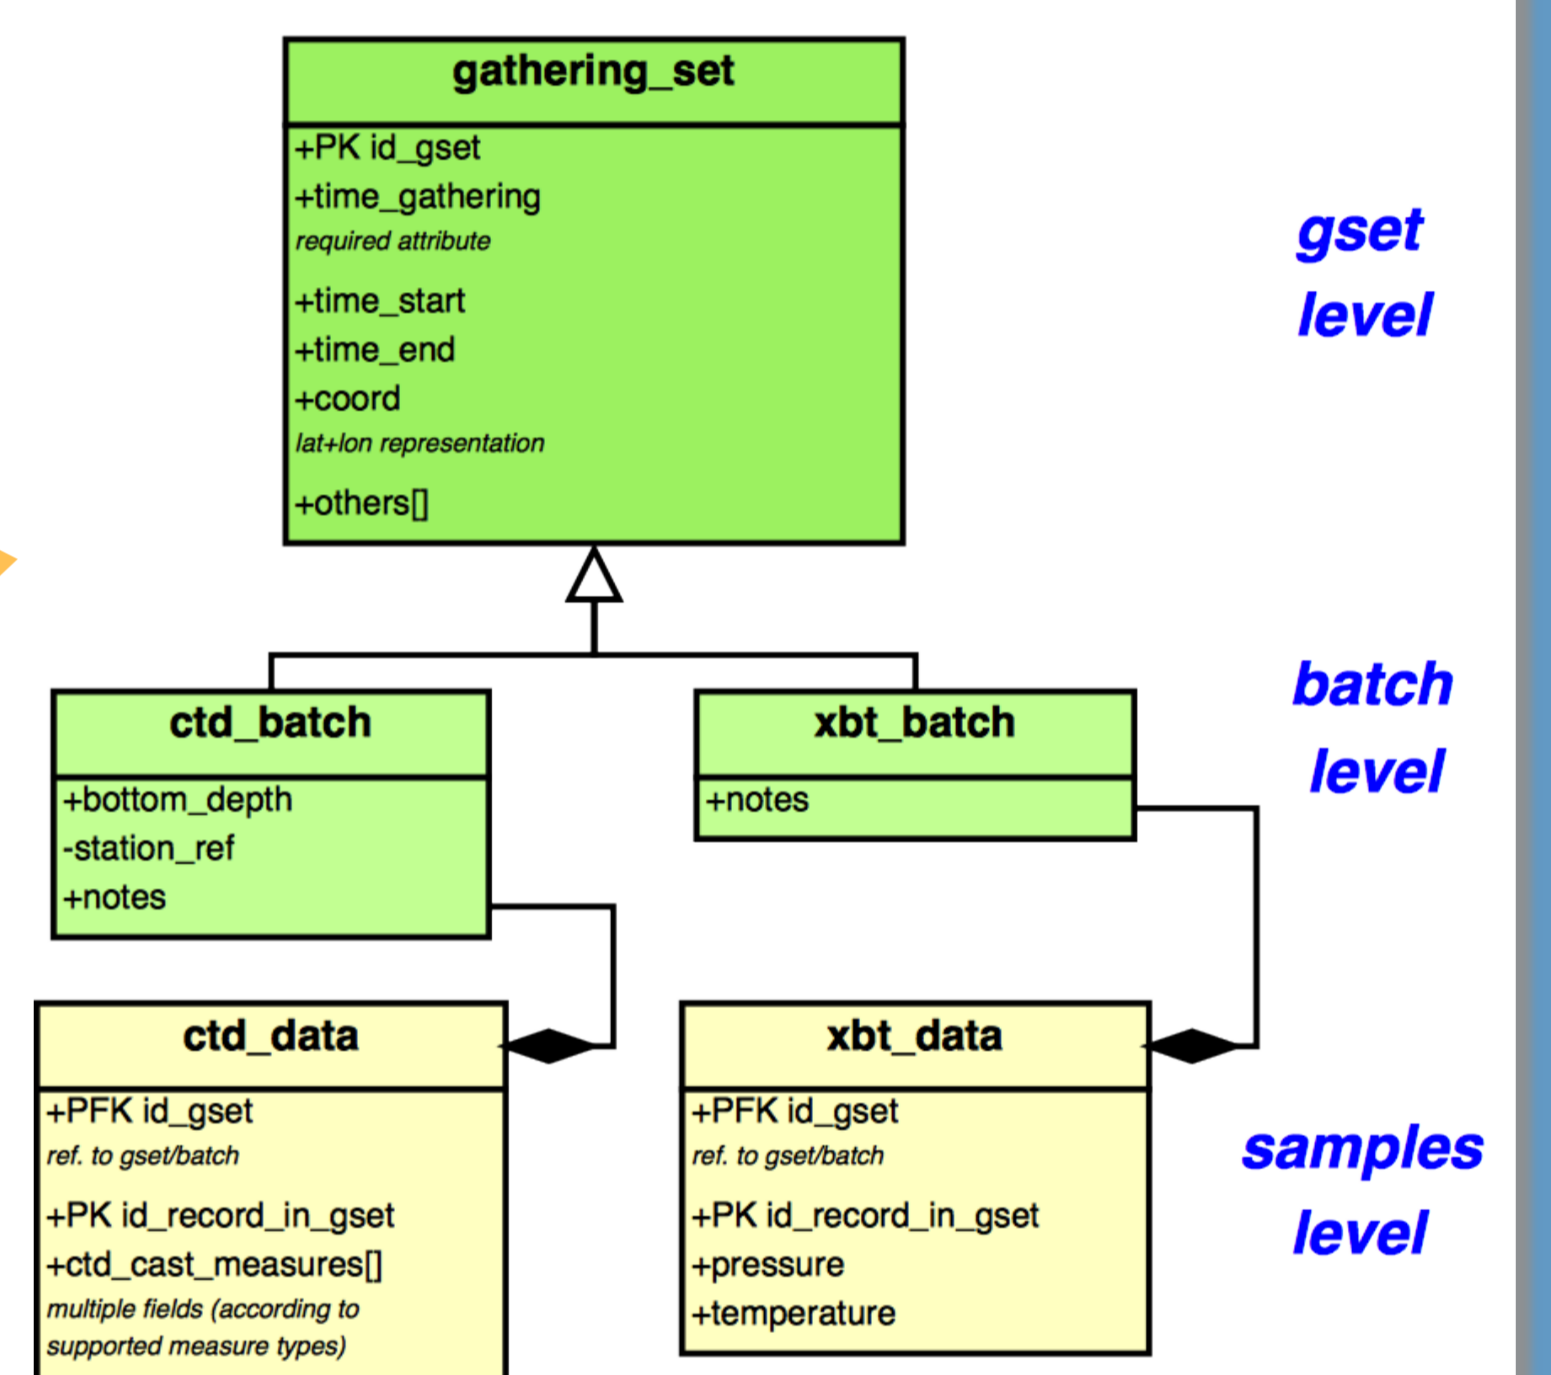 gathering_set
+PK id_gset
+time_gathering
required attribute
+time_start
+time_end
+coord
lat+lon representation
+others[]
gset
level
ctd_batch
+bottom_depth
-station_ref
+notes
xbt_batch
+notes
batch
level
ctd_data
+PFK id_gset
ref. to gset/batch
+PK id_record_in_gset
+ctd_cast_measures[]
multiple fields (according to
supported measure types)
xbt_data
+PFK id_gset
ref. to gset/batch
+PK id_record_in_gset
+pressure
+temperature
samples
level